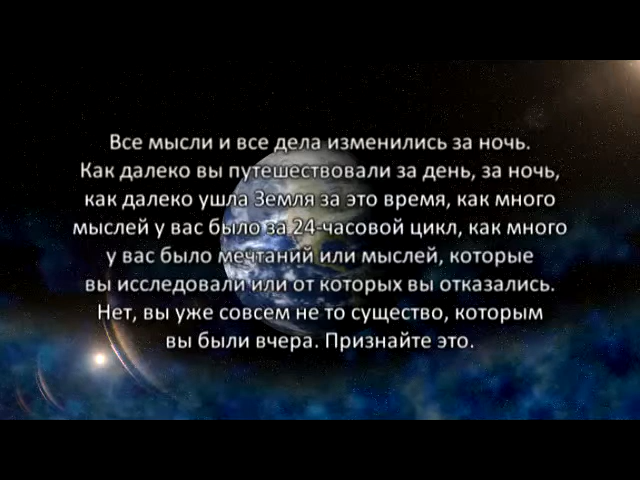 Все мысли и все дела изменились за ночь.
Как далеко вы путешествовали за день, за ночь,
как далеко ушла Земля за это время, как много
мыслей у вас было за 24-часовой цикл, как много
у вас было мечтаний или мыслей, которые
вы исследовали или от которых вы отказались.
Нет, вы уже совсем не то существо, которым
вы были вчера. Признайте это.